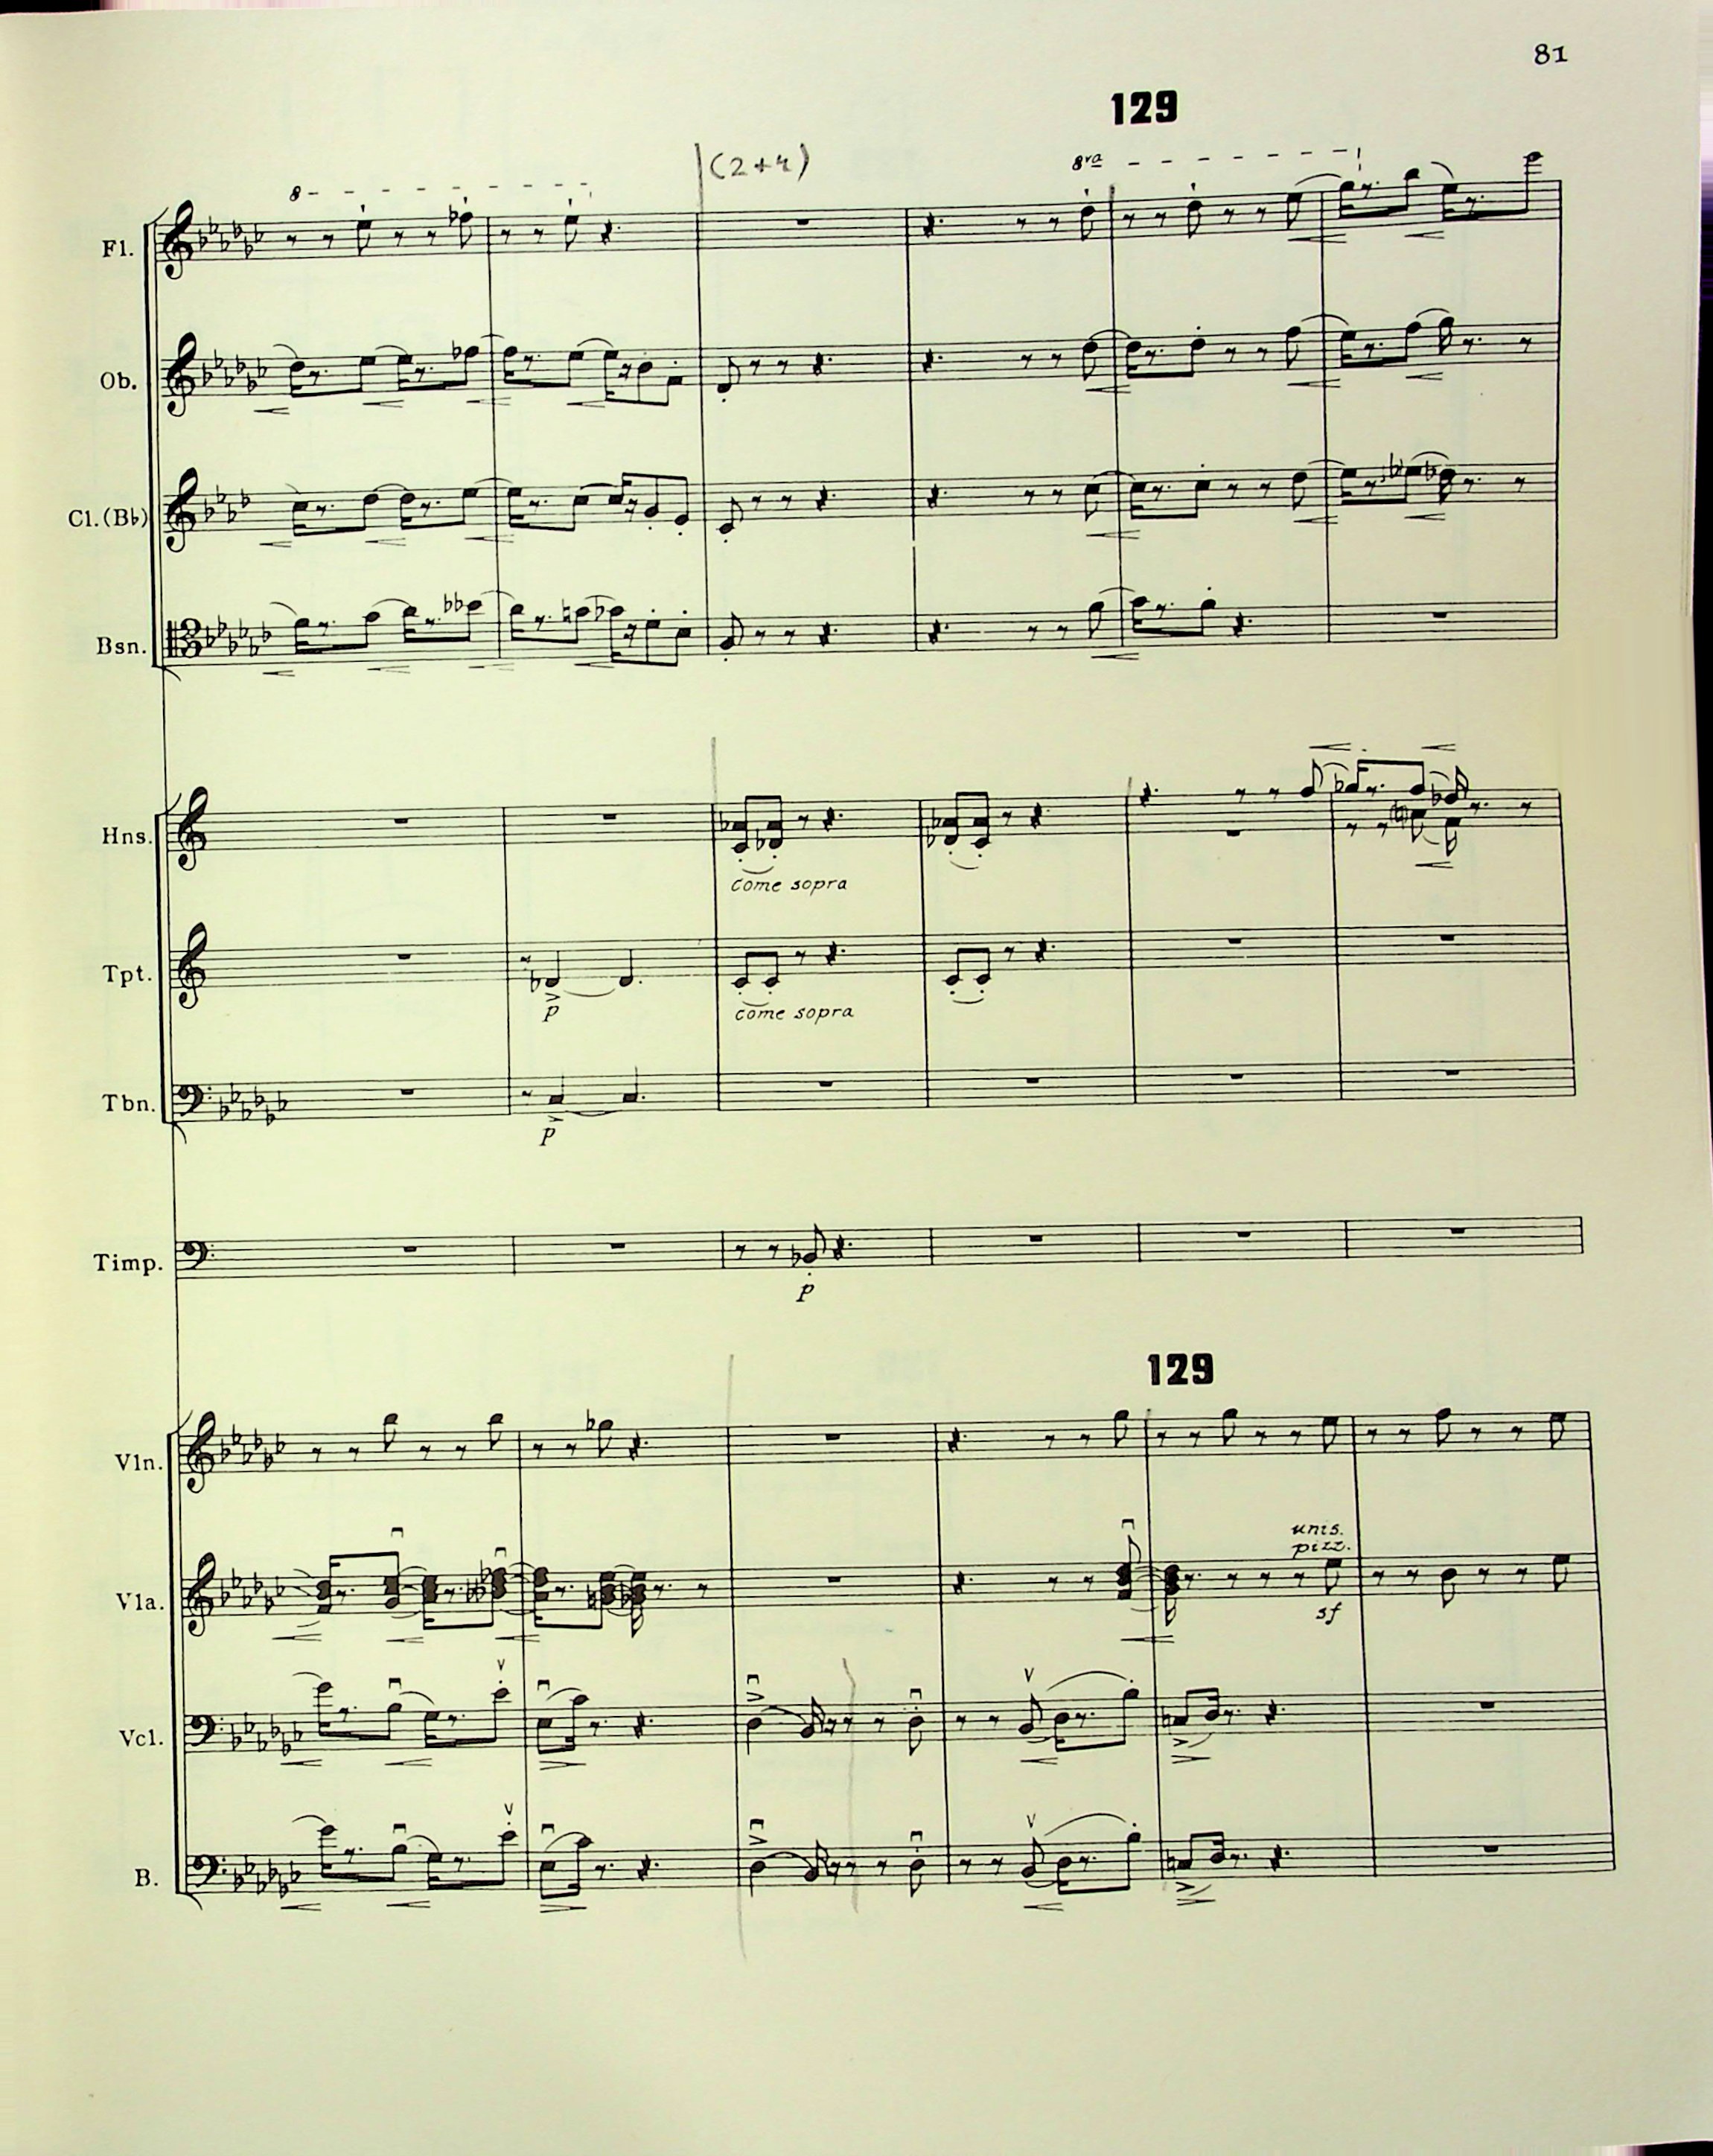 81
129
(2+4)
8
8va
Fl.
Ob.
Cl.(B♭)
Bsn.
Hns.
come sopra
Tpt.
p
come sopra
Tbn.
p
Timp.
p
129
Vln.
unis.
pizz.
Vla.
sf
Vcl.
B.